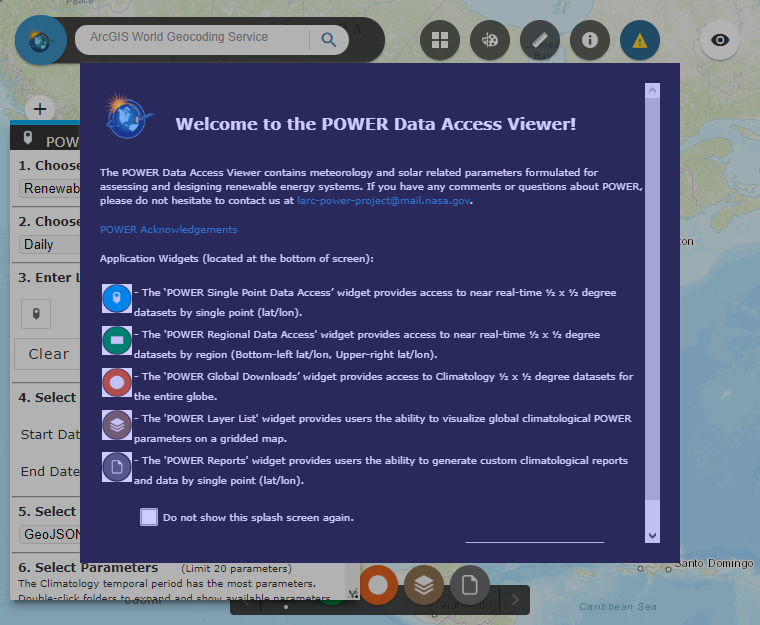 ArcGIS World Geocoding Service
POW
1. Choose
Renewab
2. Choose
Daily
3. Enter L
Clear
4. Select
Start Dat
End Date
5. Select
GeoJSON
6. Select Parameters (Limit 20 parameters)
The Climatology temporal period has the most parameters.
Double-click folders to expand and show available parameters
Welcome to the POWER Data Access Viewer!
The POWER Data Access Viewer contains meteorology and solar related parameters formulated for
assessing and designing renewable energy systems. If you have any comments or questions about POWER,
please do not hesitate to contact us at larc-power-project@mail.nasa.gov.
POWER Acknowledgements
Application Widgets (located at the bottom of screen):
- The ‘POWER Single Point Data Access’ widget provides access to near real-time ½ x ½ degree
datasets by single point (lat/lon).
- The 'POWER Regional Data Access' widget provides access to near real-time ½ x ½ degree
datasets by region (Bottom-left lat/lon, Upper-right lat/lon).
- The ‘POWER Global Downloads’ widget provides access to Climatology ½ x ½ degree datasets for
the entire globe.
- The 'POWER Layer List' widget provides users the ability to visualize global climatological POWER
parameters on a gridded map.
- The 'POWER Reports' widget provides users the ability to generate custom climatological reports
and data by single point (lat/lon).
Do not show this splash screen again.
ton
Santo Domingo
Guatemala
Caribbean Sea